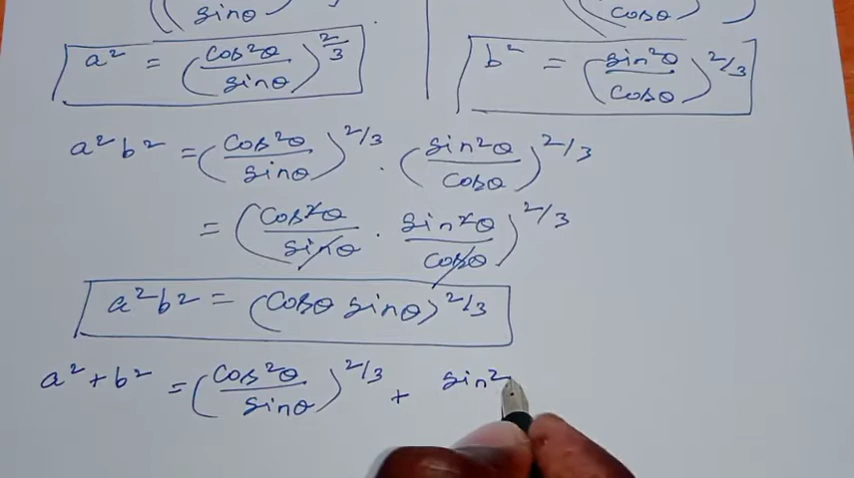 sinθ
cosθ
a² = (cos²θ / sinθ)^2/3
b² = (sin²θ / cosθ)^2/3
a²b² = (cos²θ / sinθ)^2/3 . (sin²θ / cosθ)^2/3
= (cos²θ / sinθ . sin²θ / cosθ)^2/3
a²b² = (cosθ sinθ)^2/3
a² + b² = (cos²θ / sinθ)^2/3 + sin²